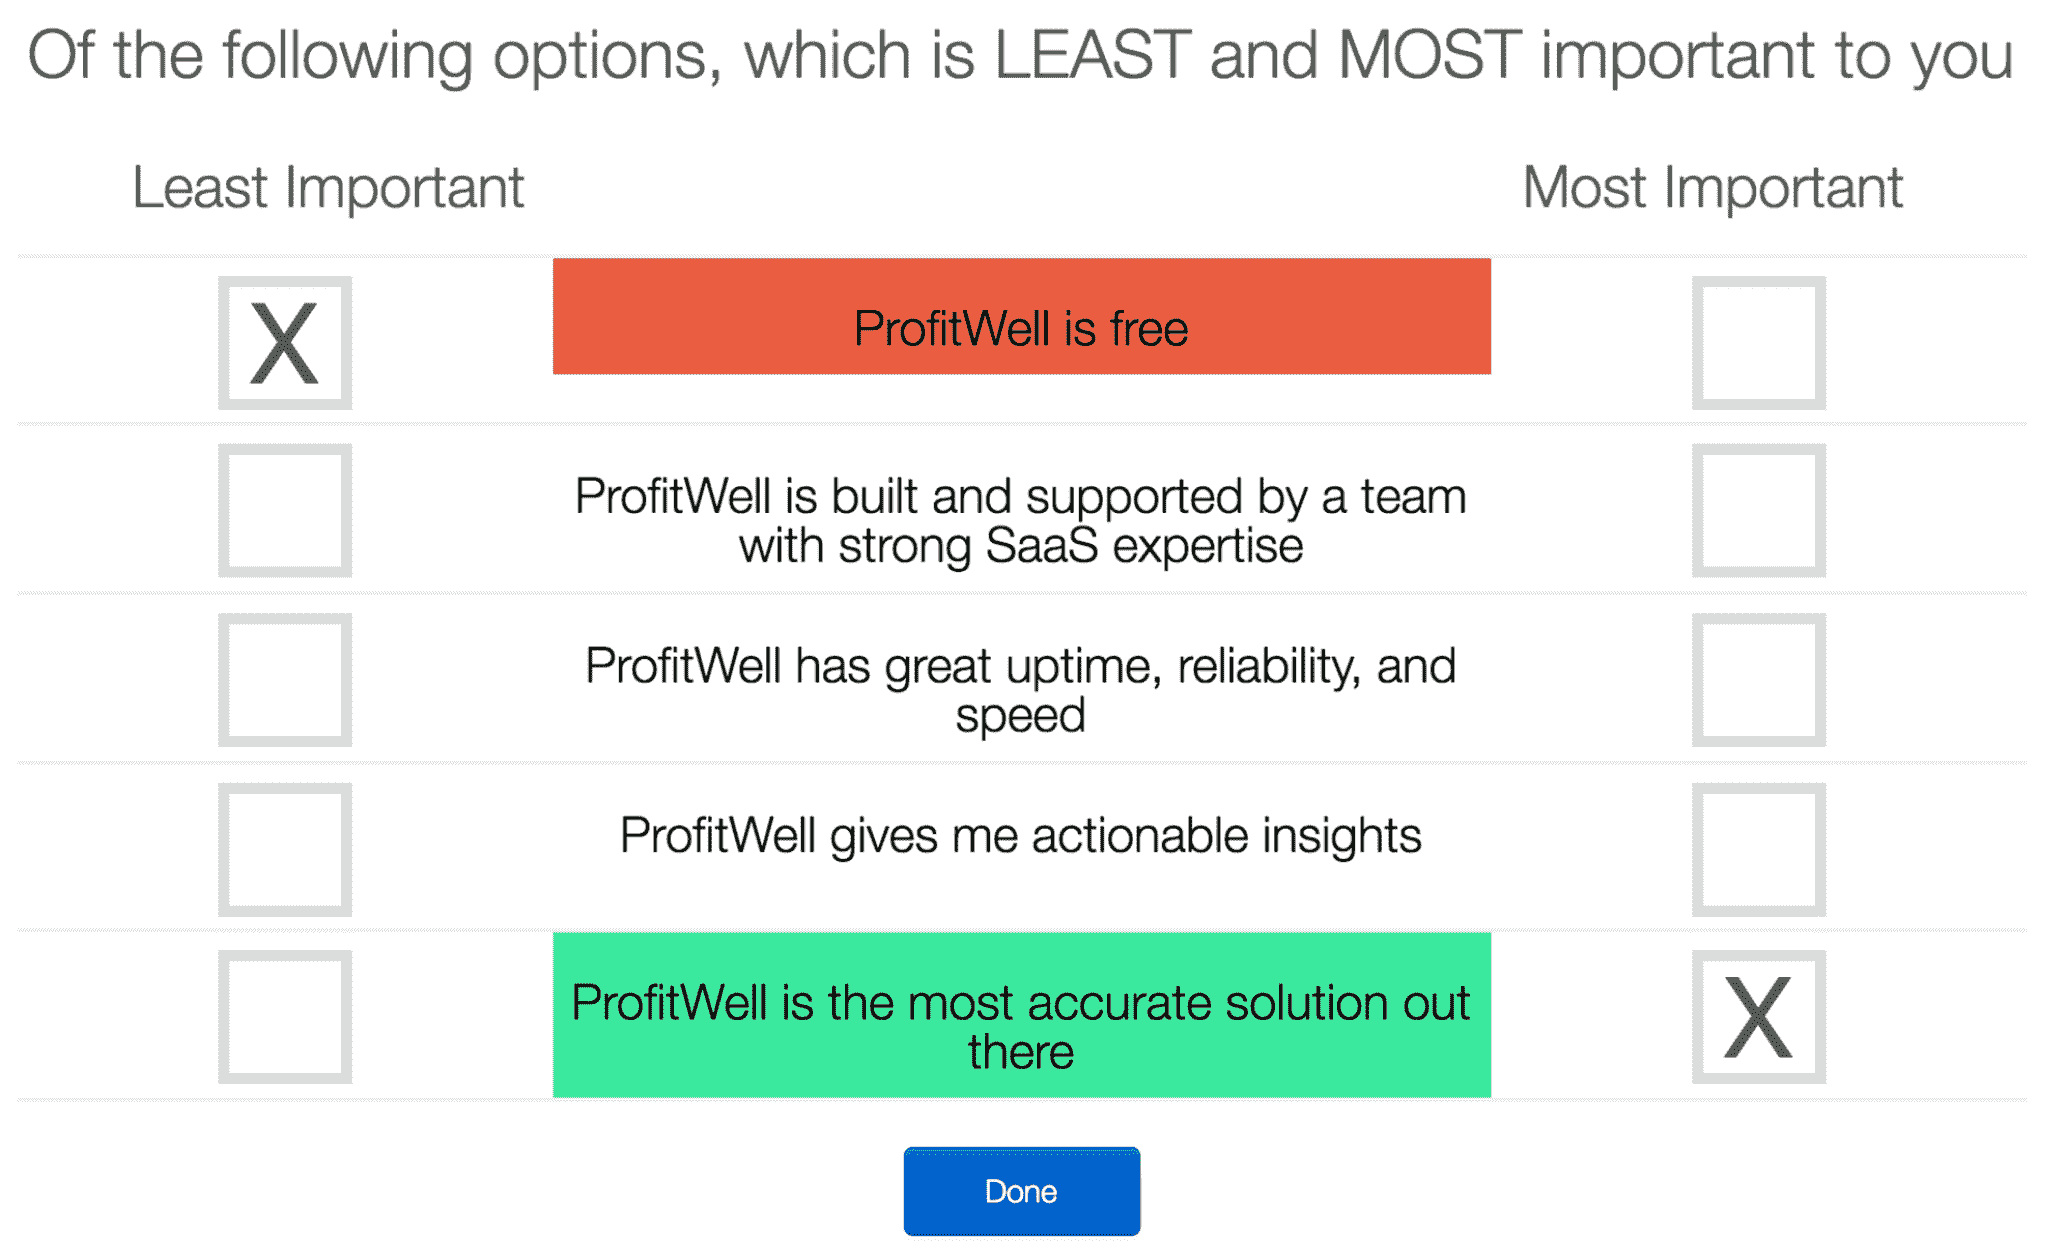 Of the following options, which is LEAST and MOST important to you
Least Important
Most Important
X
ProfitWell is free
ProfitWell is built and supported by a team
with strong SaaS expertise
ProfitWell has great uptime, reliability, and
speed
ProfitWell gives me actionable insights
ProfitWell is the most accurate solution out
there
X
Done